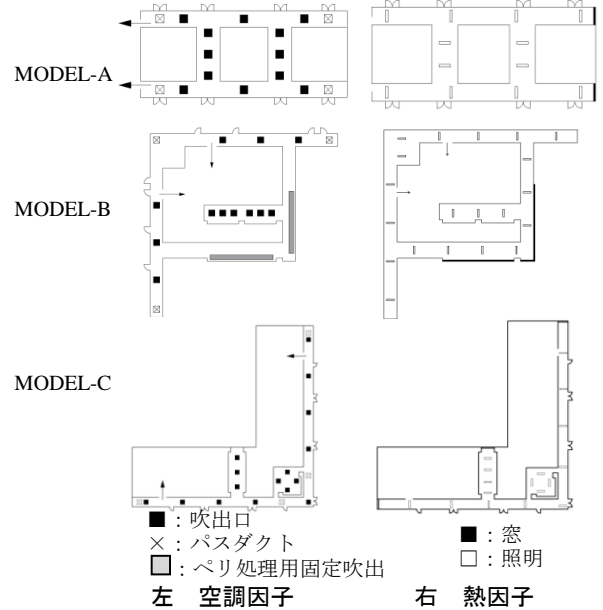 MODEL-A
MODEL-B
MODEL-C
■：吹出口
×：パスダクト
：ペリ処理用固定吹出
■：窓
□：照明
左　空調因子
右　熱因子